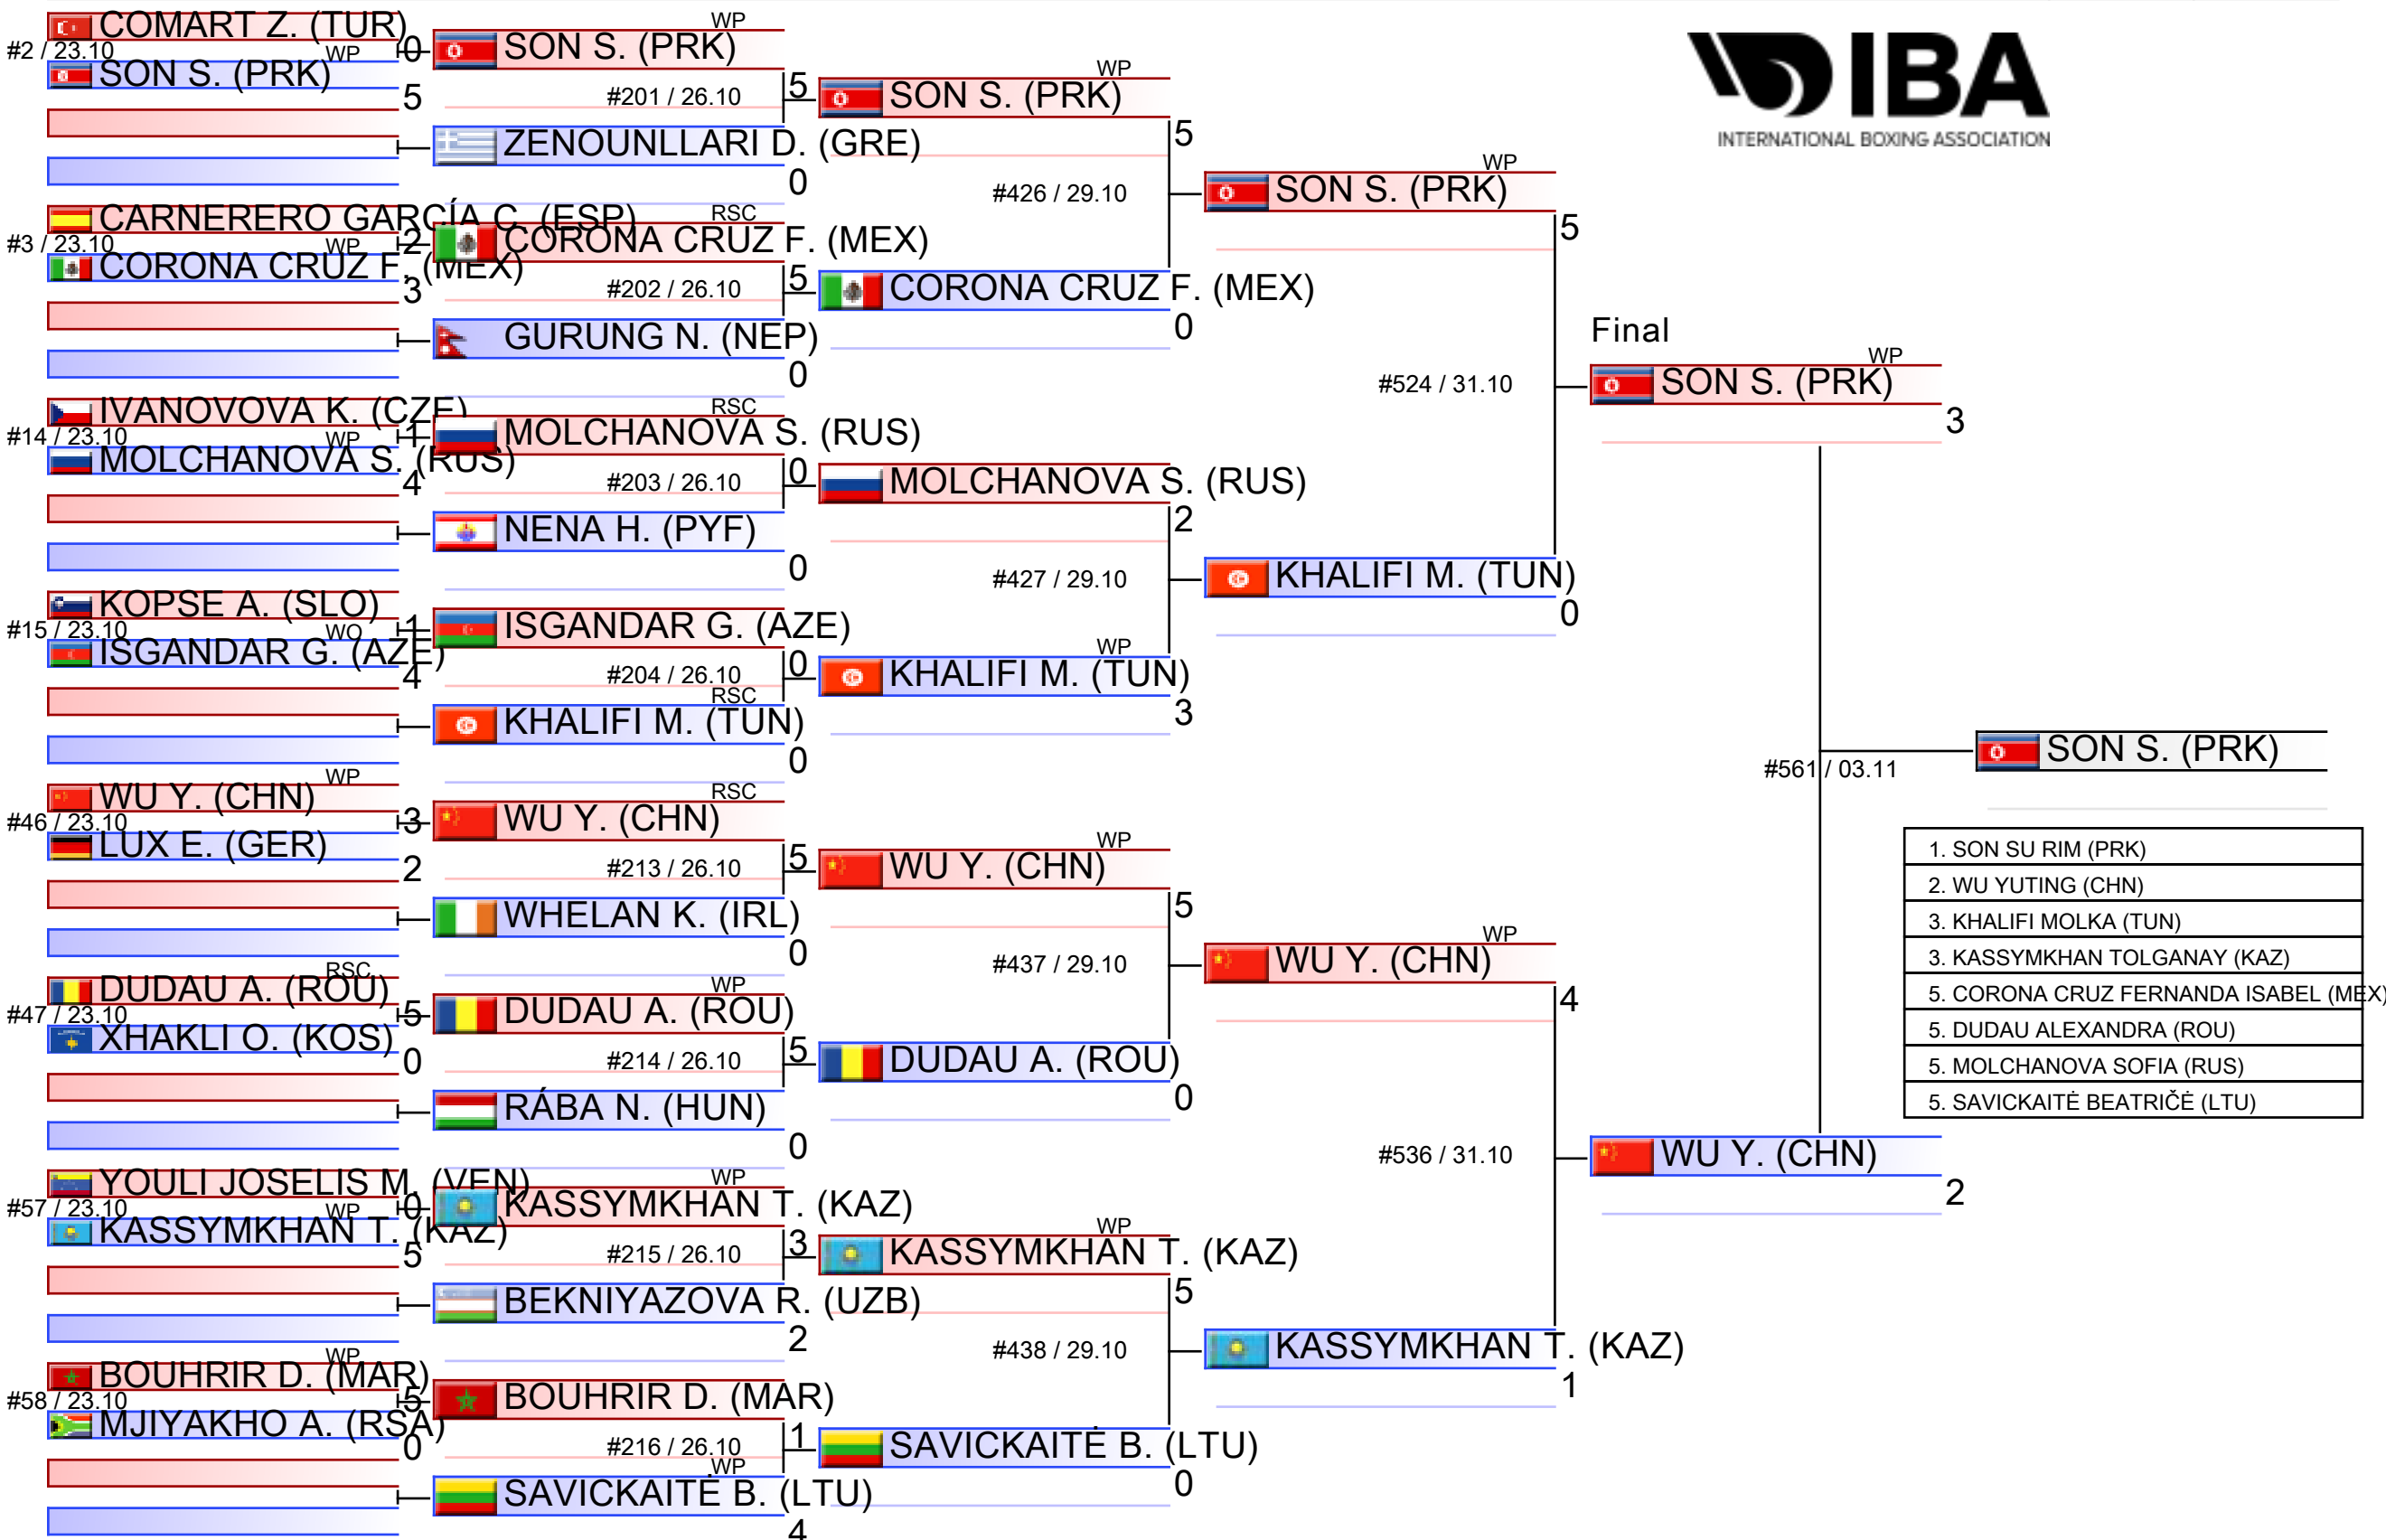 IBA
INTERNATIONAL BOXING ASSOCIATION
COMART Z. (TUR)
#2 / 23.10
WP
0
SON S. (PRK)
5
CARNERERO GARCÍA C. (ESP)
#3 / 23.10
WP
2
CORONA CRUZ F. (MEX)
3
IVANOVOVA K. (CZE)
#14 / 23.10
WP
1
MOLCHANOVA S. (RUS)
4
KOPSE A. (SLO)
#15 / 23.10
WO
1
ISGANDAR G. (AZE)
4
WP
WU Y. (CHN)
#46 / 23.10
3
LUX E. (GER)
2
RSC
DUDAU A. (ROU)
#47 / 23.10
5
XHAKLI O. (KOS)
0
YOULI JOSELIS M. (VEN)
#57 / 23.10
WP
0
KASSYMKHAN T. (KAZ)
5
WP
BOUHRIR D. (MAR)
#58 / 23.10
5
MJIYAKHO A. (RSA)
0
WP
SON S. (PRK)
5
#201 / 26.10
ZENOUNLLARI D. (GRE)
0
RSC
CORONA CRUZ F. (MEX)
5
#202 / 26.10
GURUNG N. (NEP)
0
RSC
MOLCHANOVA S. (RUS)
0
#203 / 26.10
NENA H. (PYF)
0
ISGANDAR G. (AZE)
0
#204 / 26.10
RSC
KHALIFI M. (TUN)
0
RSC
WU Y. (CHN)
5
#213 / 26.10
WHELAN K. (IRL)
0
WP
DUDAU A. (ROU)
5
#214 / 26.10
RÁBA N. (HUN)
0
WP
KASSYMKHAN T. (KAZ)
3
#215 / 26.10
BEKNIYAZOVA R. (UZB)
2
BOUHRIR D. (MAR)
1
#216 / 26.10
WP
SAVICKAITĖ B. (LTU)
4
WP
SON S. (PRK)
5
#426 / 29.10
CORONA CRUZ F. (MEX)
0
MOLCHANOVA S. (RUS)
2
#427 / 29.10
WP
KHALIFI M. (TUN)
3
WP
WU Y. (CHN)
5
#437 / 29.10
DUDAU A. (ROU)
0
WP
KASSYMKHAN T. (KAZ)
5
#438 / 29.10
SAVICKAITĖ B. (LTU)
0
WP
SON S. (PRK)
5
#524 / 31.10
KHALIFI M. (TUN)
0
WP
WU Y. (CHN)
4
#536 / 31.10
KASSYMKHAN T. (KAZ)
1
Final
WP
SON S. (PRK)
3
#561 / 03.11
WU Y. (CHN)
2
SON S. (PRK)
1. SON SU RIM (PRK)
2. WU YUTING (CHN)
3. KHALIFI MOLKA (TUN)
3. KASSYMKHAN TOLGANAY (KAZ)
5. CORONA CRUZ FERNANDA ISABEL (MEX)
5. DUDAU ALEXANDRA (ROU)
5. MOLCHANOVA SOFIA (RUS)
5. SAVICKAITĖ BEATRIČĖ (LTU)